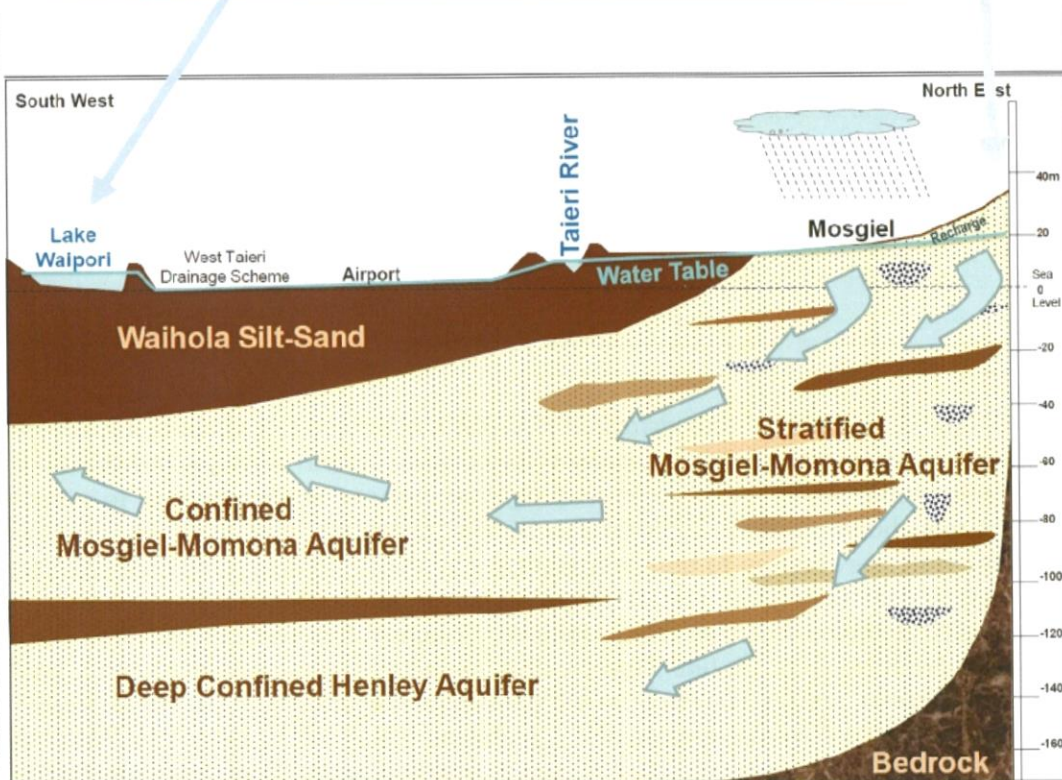 South West
North East
40m
Taieri River
Mosgiel
Recharge
20
Lake
Waipori
West Taieri
Drainage Scheme
Airport
Water Table
Sea
0
Level
Waihola Silt-Sand
-20
-40
Stratified
Mosgiel-Momona Aquifer
-60
Confined
Mosgiel-Momona Aquifer
-80
-100
-120
Deep Confined Henley Aquifer
-140
-160
Bedrock